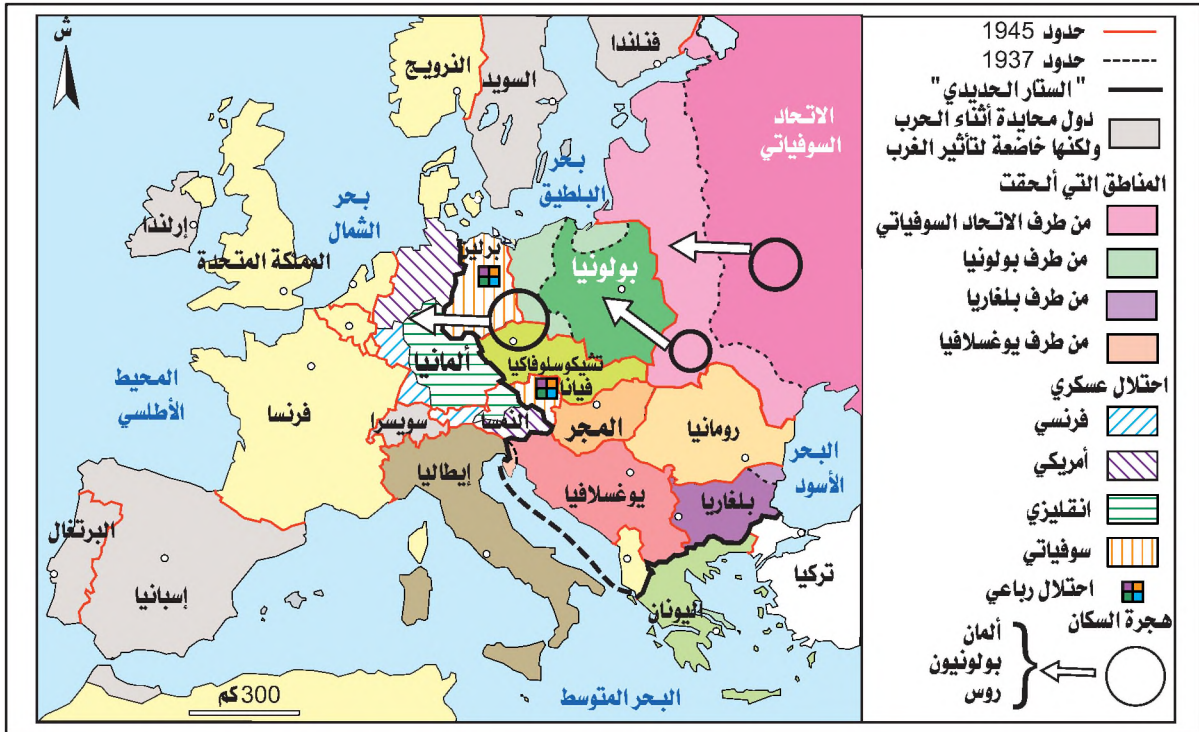 ش
النرويج
السويد
فنلندا
الاتحاد
السوفياتي
بحر
البلطيق
بحر
الشمال
إرلندا
المملكة المتحدة
برلين
بولونيا
ألمانيا
تشيكوسلوفاكيا
فيانا
المحيط
الأطلسي
فرنسا
سويسرا
النمسا
المجر
رومانيا
البحر
الأسود
إيطاليا
يوغسلافيا
بلغاريا
البرتغال
إسبانيا
اليونان
تركيا
البحر المتوسط
300 كم
حدود 1945
حدود 1937
"الستار الحديدي"
دول محايدة أثناء الحرب
ولكنها خاضعة لتأثير الغرب
المناطق التي ألحقت
من طرف الاتحاد السوفياتي
من طرف بولونيا
من طرف بلغاريا
من طرف يوغسلافيا
احتلال عسكري
فرنسي
أمريكي
انقليزي
سوفياتي
احتلال رباعي
هجرة السكان
ألمان
بولونيون
روس